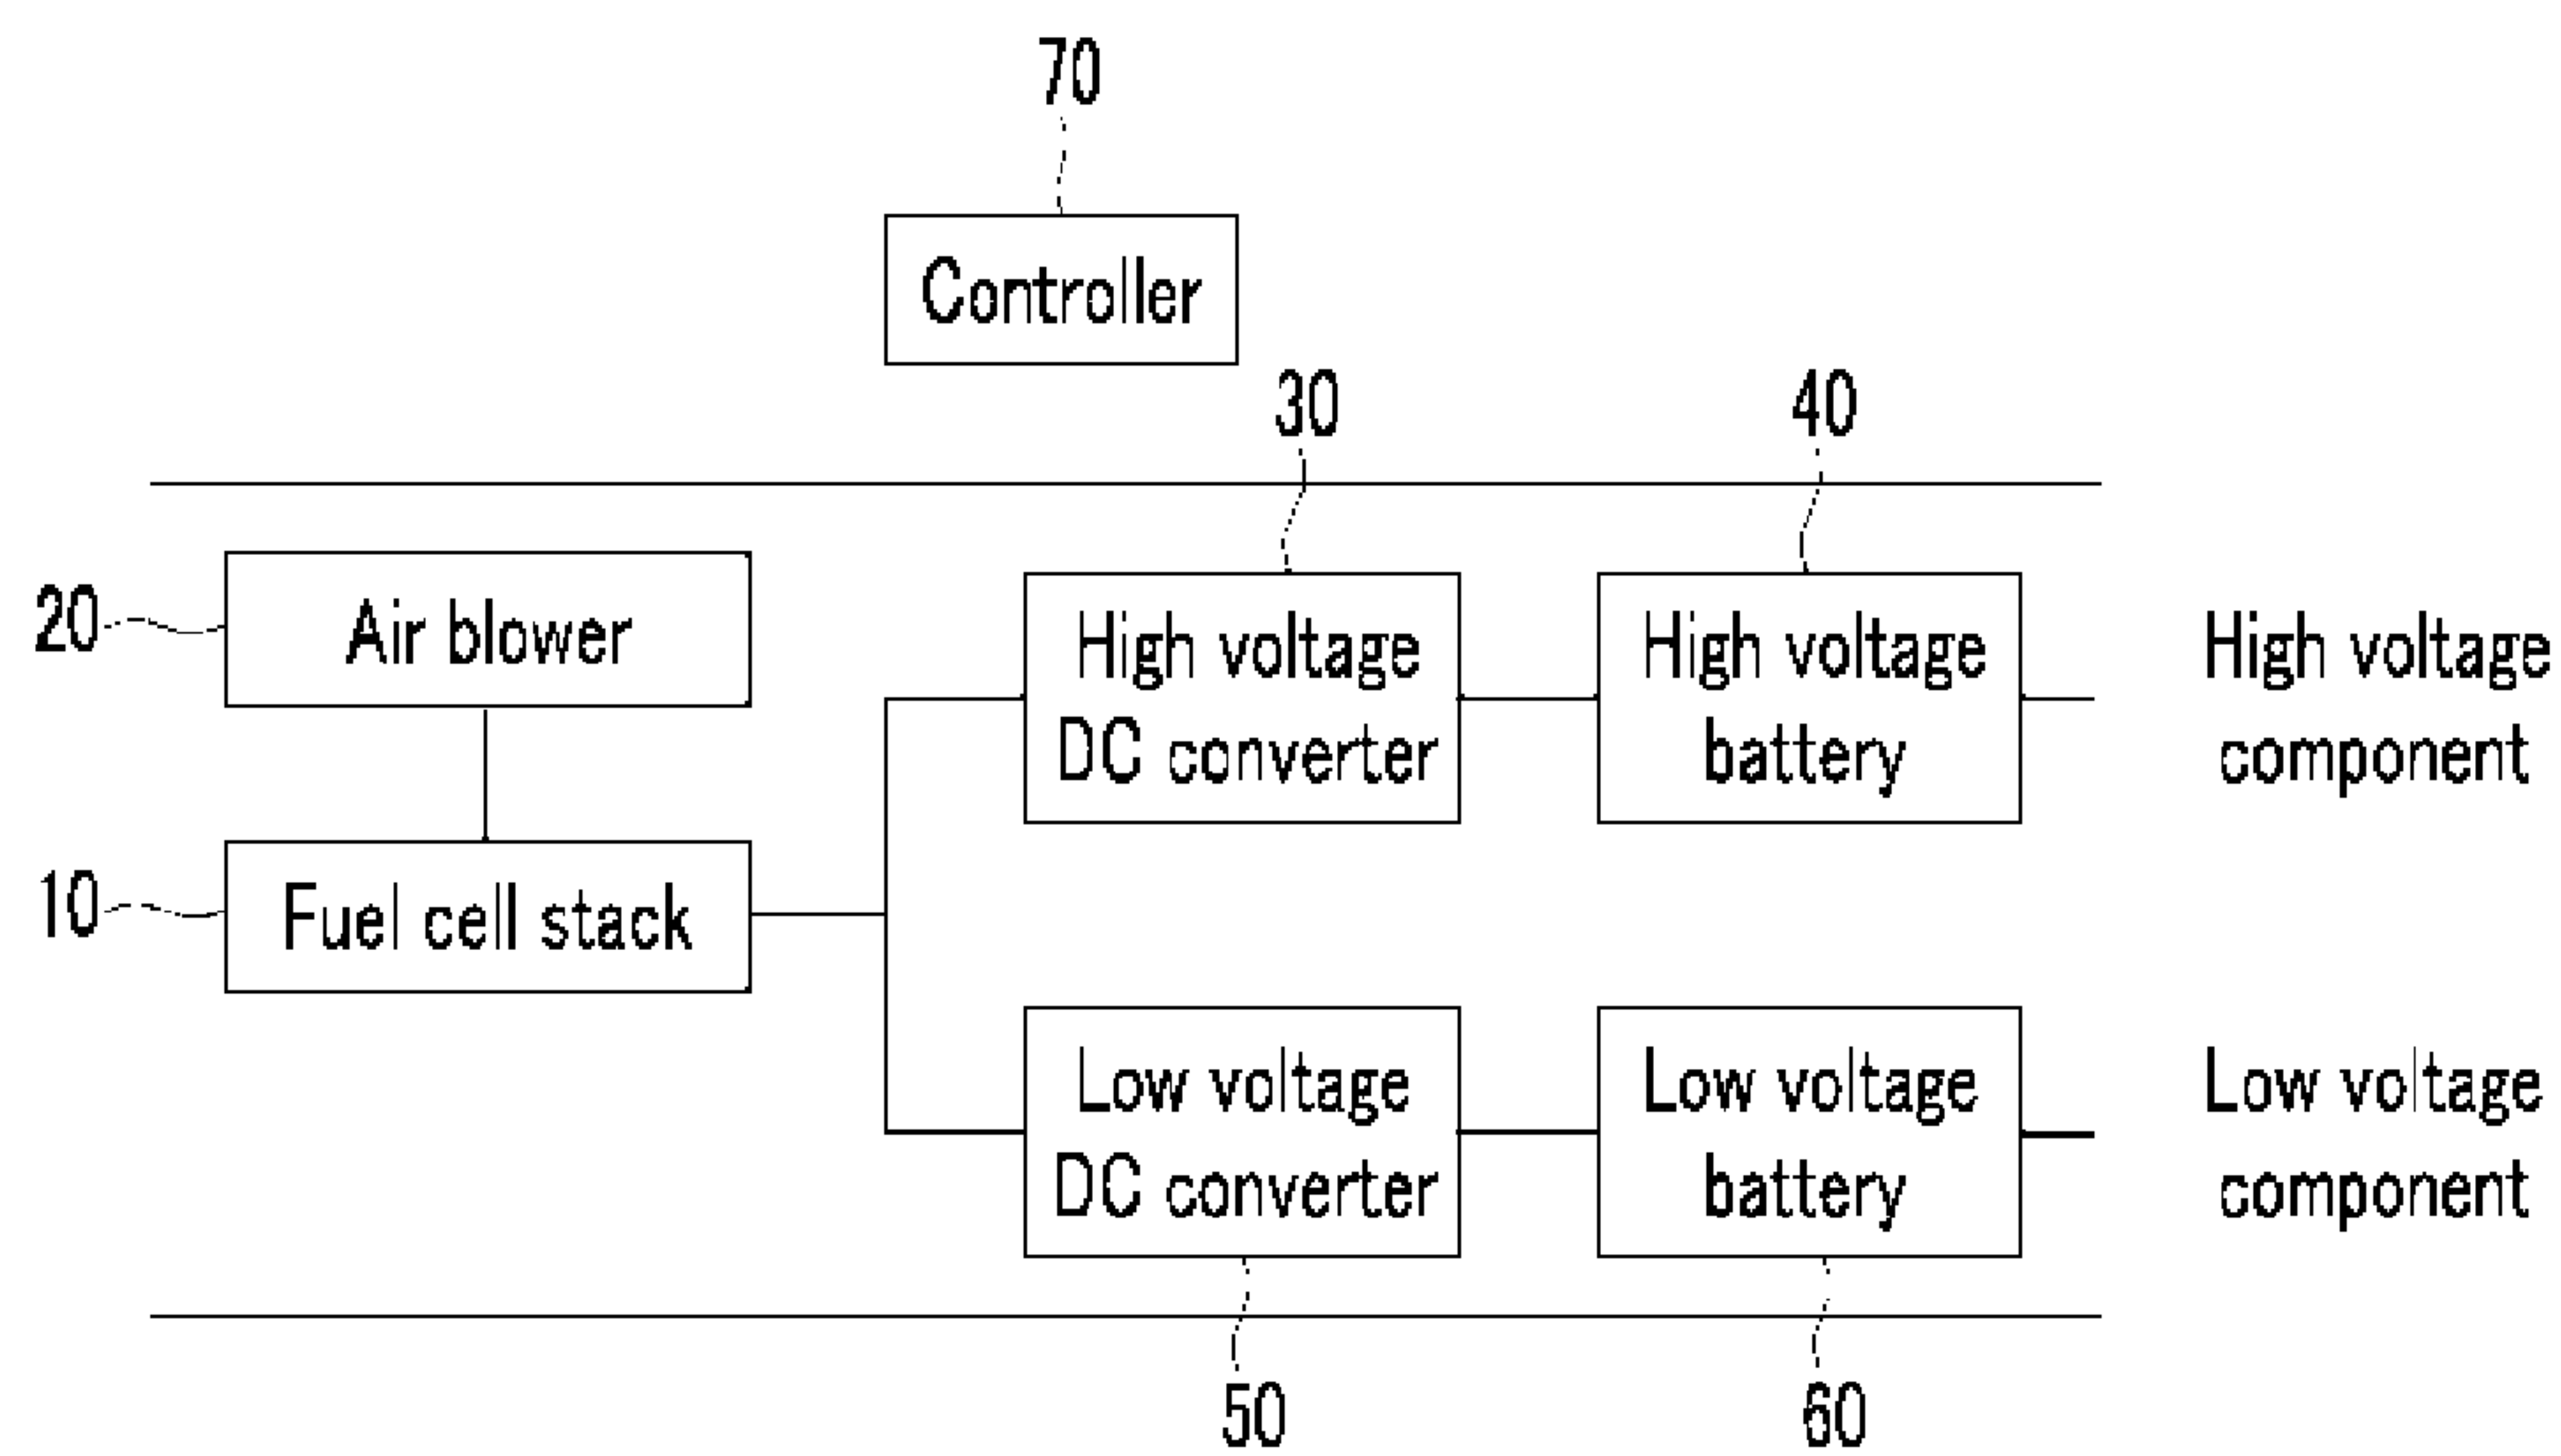 70
Controller
30
40
20
Air blower
High voltage
DC converter
High voltage
battery
High voltage
component
10
Fuel cell stack
Low voltage
DC converter
Low voltage
battery
Low voltage
component
50
60